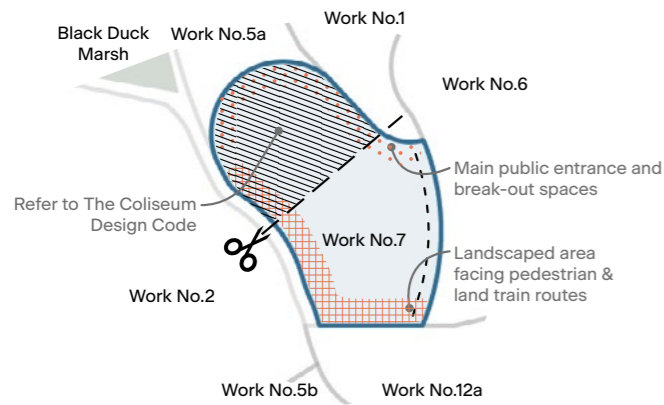 Work No.1
Black Duck
Marsh
Work No.5a
Work No.6
Main public entrance and
break-out spaces
Refer to The Coliseum
Design Code
Work No.7
Landscaped area
facing pedestrian &
land train routes
Work No.2
Work No.5b
Work No.12a